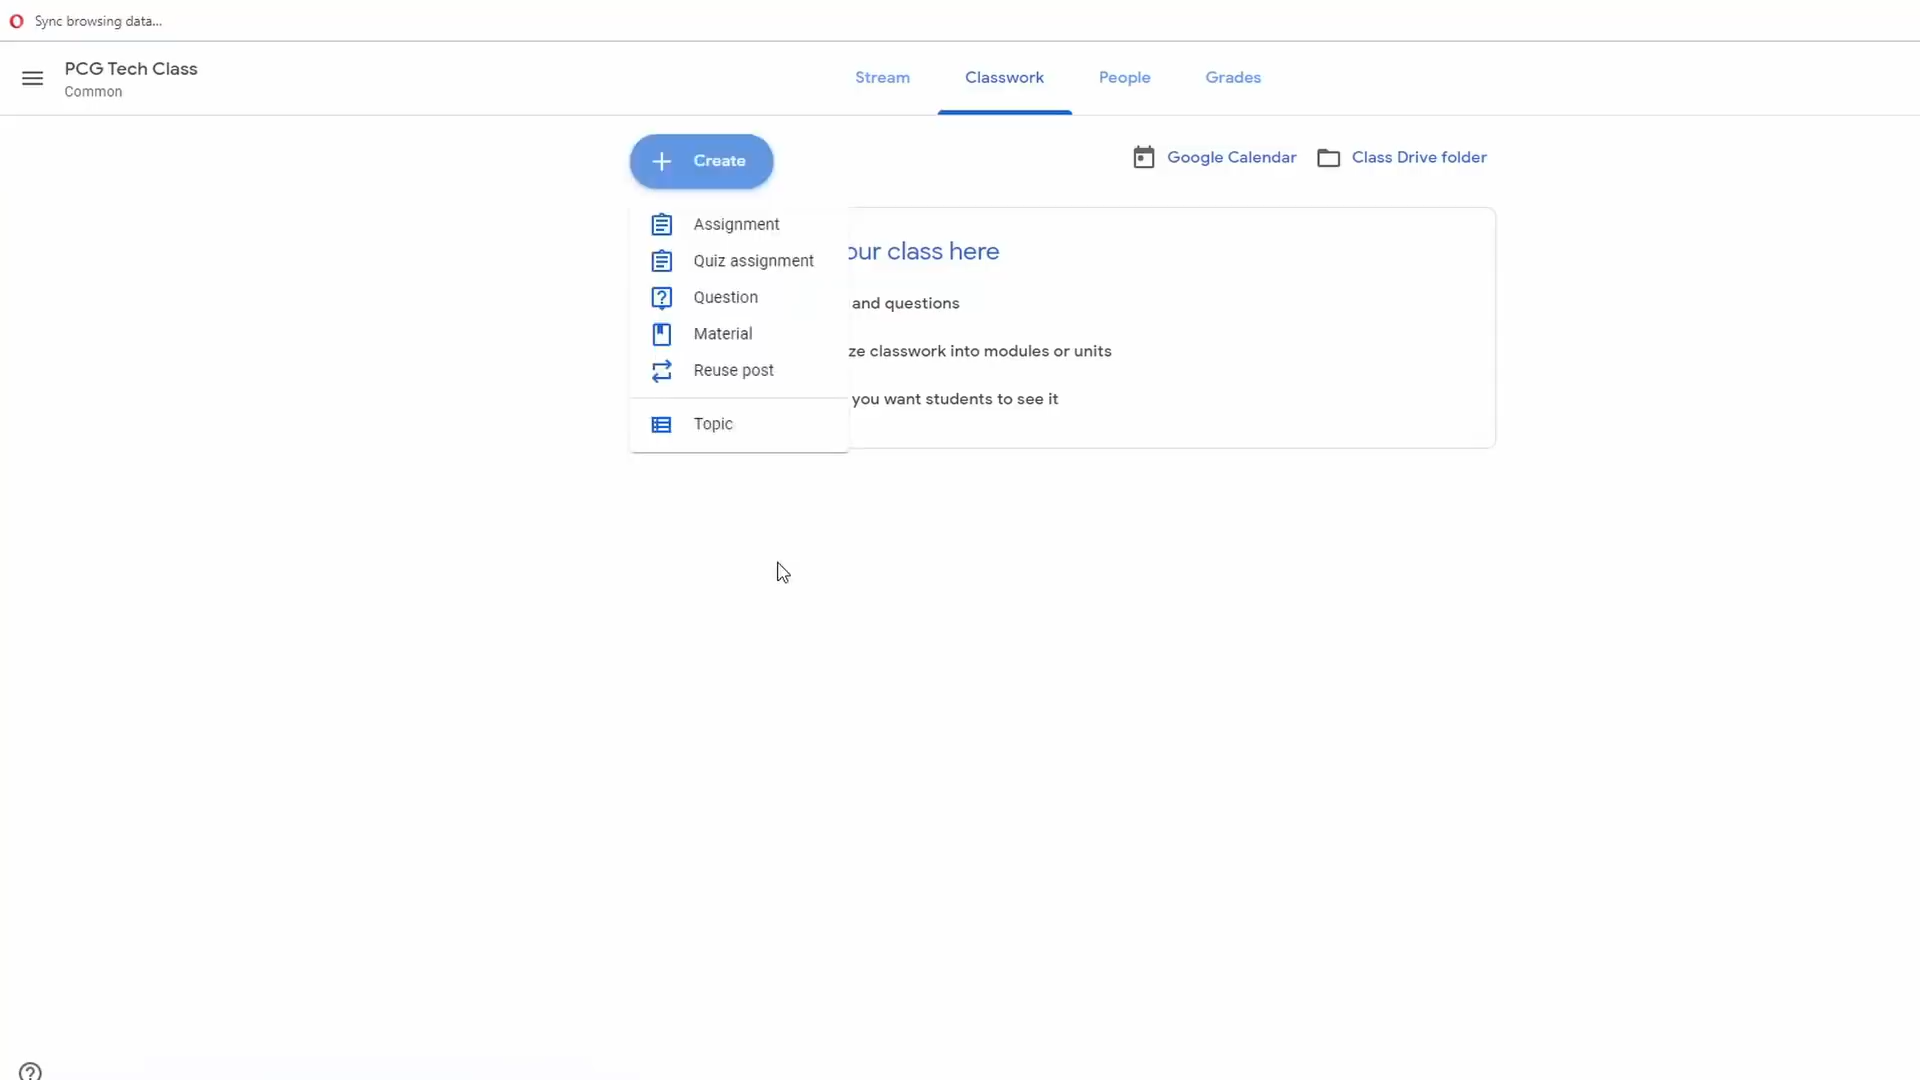 Sync browsing data...
PCG Tech Class
Common
Stream
Classwork
People
Grades
Create
Google Calendar
Class Drive folder
Assignment
our class here
Quiz assignment
Question
and questions
Material
ze classwork into modules or units
Reuse post
you want students to see it
Topic